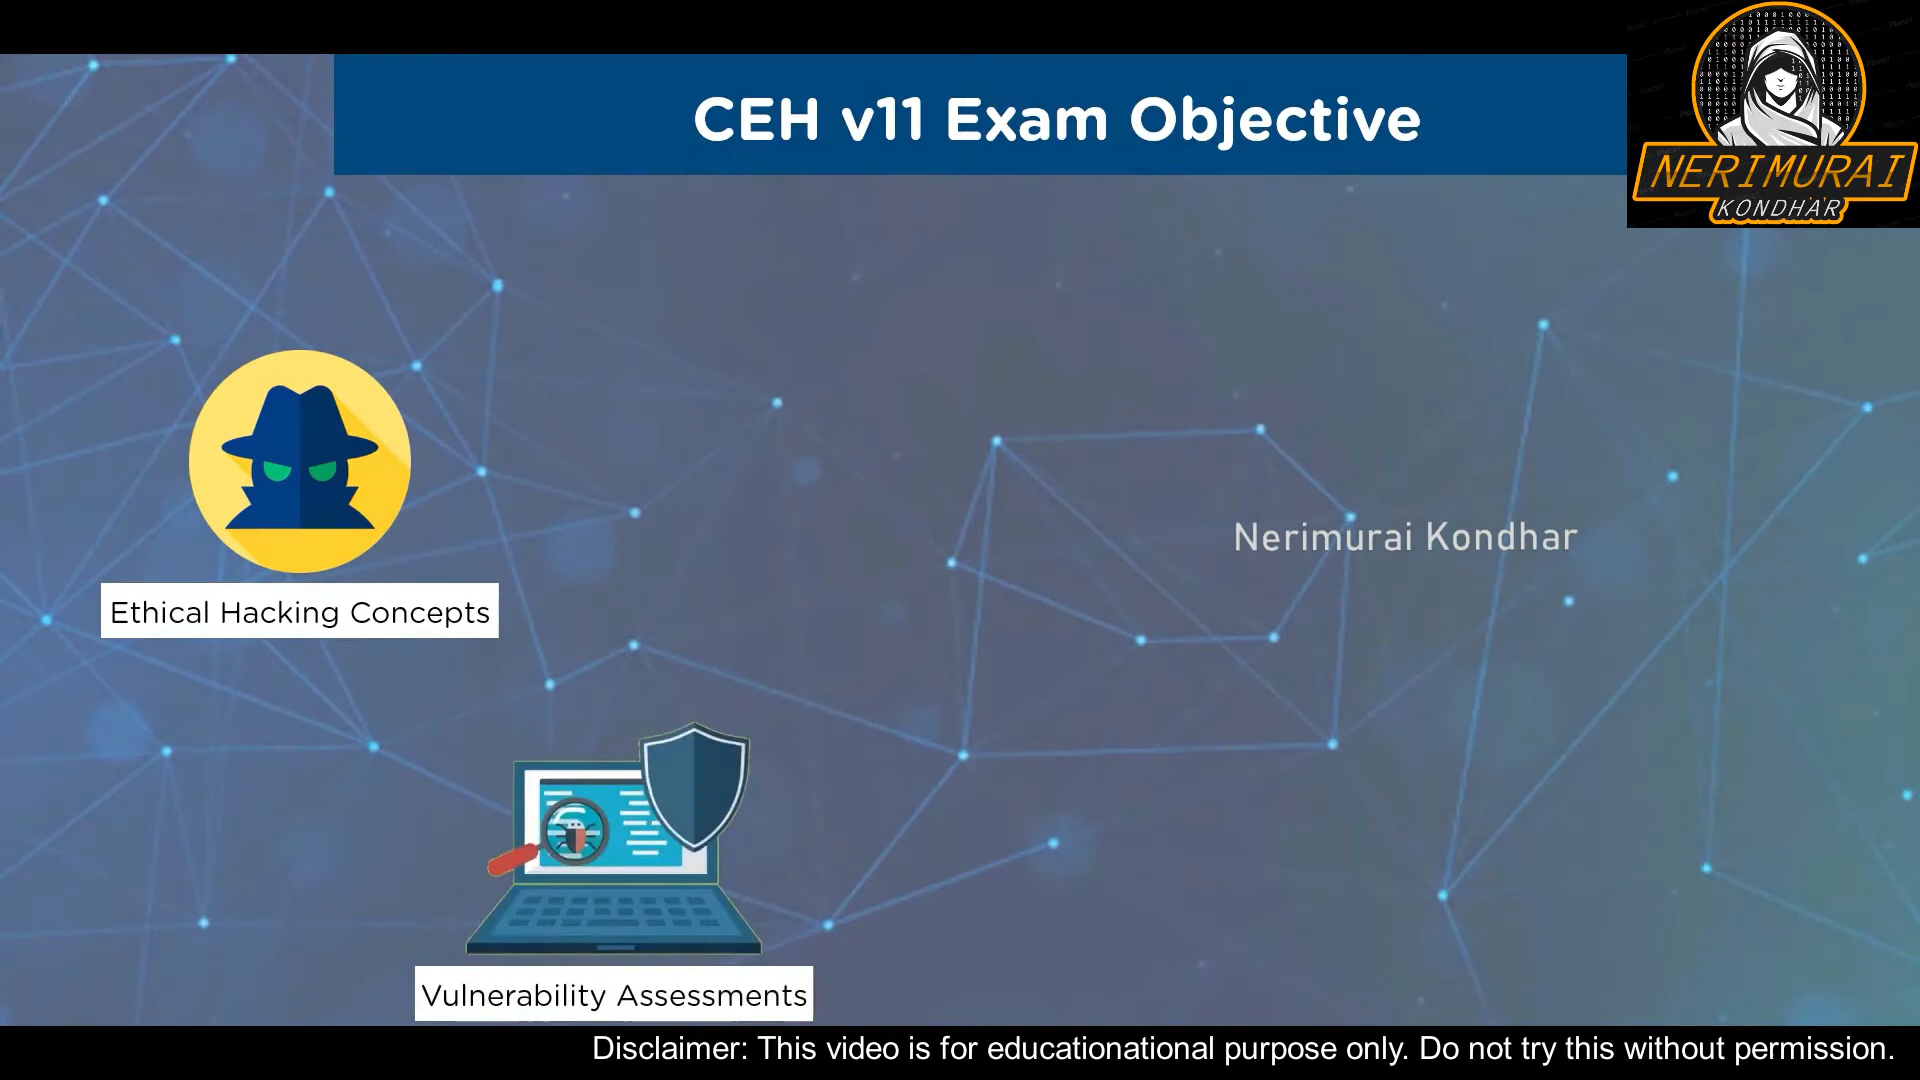 CEH v11 Exam Objective
NERIMURAI
KONDHAR
Nerimurai Kondhar
Ethical Hacking Concepts
Vulnerability Assessments
Disclaimer: This video is for educationational purpose only. Do not try this without permission.